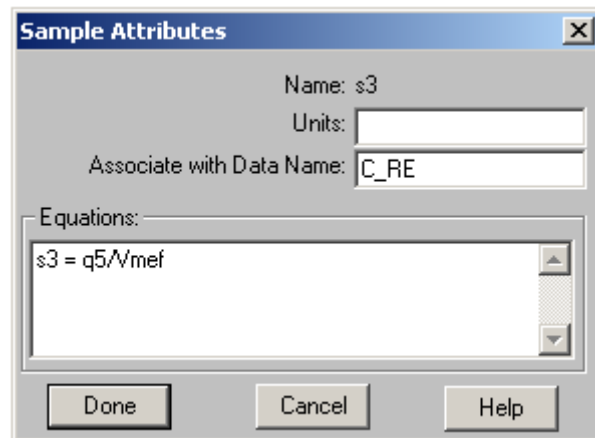 Sample Attributes
Name: s3
Units:
Associate with Data Name: C_RE
Equations:
s3 = q5/Vmef
Done Cancel Help